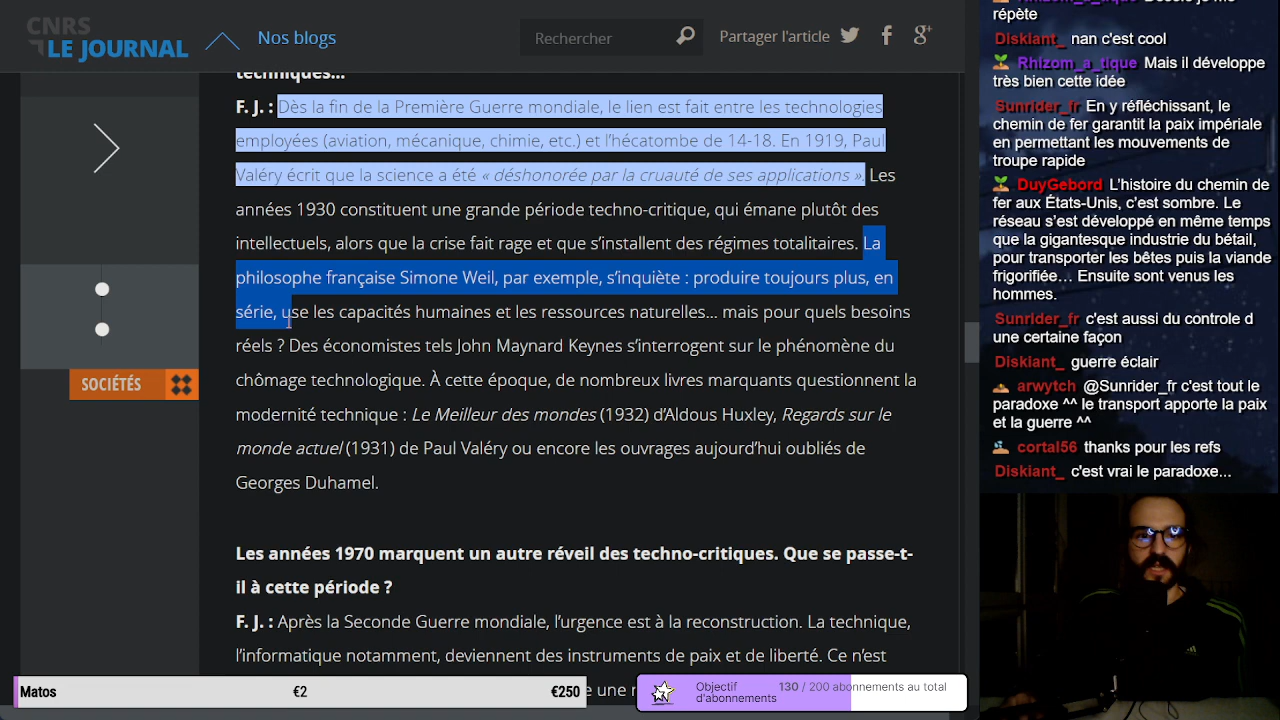 CNRS
LE JOURNAL
Nos blogs
Rechercher
Partager l'article
techniques...
F. J. : Dès la fin de la Première Guerre mondiale, le lien est fait entre les technologies
employées (aviation, mécanique, chimie, etc.) et l'hécatombe de 14-18. En 1919, Paul
Valéry écrit que la science a été « déshonorée par la cruauté de ses applications ». Les
années 1930 constituent une grande période techno-critique, qui émane plutôt des
intellectuels, alors que la crise fait rage et que s'installent des régimes totalitaires. La
philosophe française Simone Weil, par exemple, s'inquiète : produire toujours plus, en
série, use les capacités humaines et les ressources naturelles... mais pour quels besoins
réels ? Des économistes tels John Maynard Keynes s'interrogent sur le phénomène du
chômage technologique. À cette époque, de nombreux livres marquants questionnent la
modernité technique : Le Meilleur des mondes (1932) d'Aldous Huxley, Regards sur le
monde actuel (1931) de Paul Valéry ou encore les ouvrages aujourd'hui oubliés de
Georges Duhamel.
SOCIÉTÉS
Les années 1970 marquent un autre réveil des techno-critiques. Que se passe-t-
il à cette période ?
F. J. : Après la Seconde Guerre mondiale, l'urgence est à la reconstruction. La technique,
l'informatique notamment, deviennent des instruments de paix et de liberté. Ce n'est
e une
Matos €2 €250
Objectif
d'abonnements
130 / 200 abonnements au total
répète
Diskiant_ nan c'est cool
Rhizom_a_tique Mais il développe
très bien cette idée
Sunrider_fr En y réfléchissant, le
chemin de fer garantit la paix impériale
en permettant les mouvements de
troupe rapide
DuyGebord L'histoire du chemin de
fer aux États-Unis, c'est sombre. Le
réseau s'est développé en même temps
que la gigantesque industrie du bétail,
pour transporter les bêtes puis la viande
frigorifiée... Ensuite sont venus les
hommes.
Sunrider_fr c'est aussi du controle d
une certaine façon
Diskiant_ guerre éclair
arwytch @Sunrider_fr c'est tout le
paradoxe ^^ le transport apporte la paix
et la guerre ^^
cortal56 thanks pour les refs
Diskiant_ c'est vrai le paradoxe...